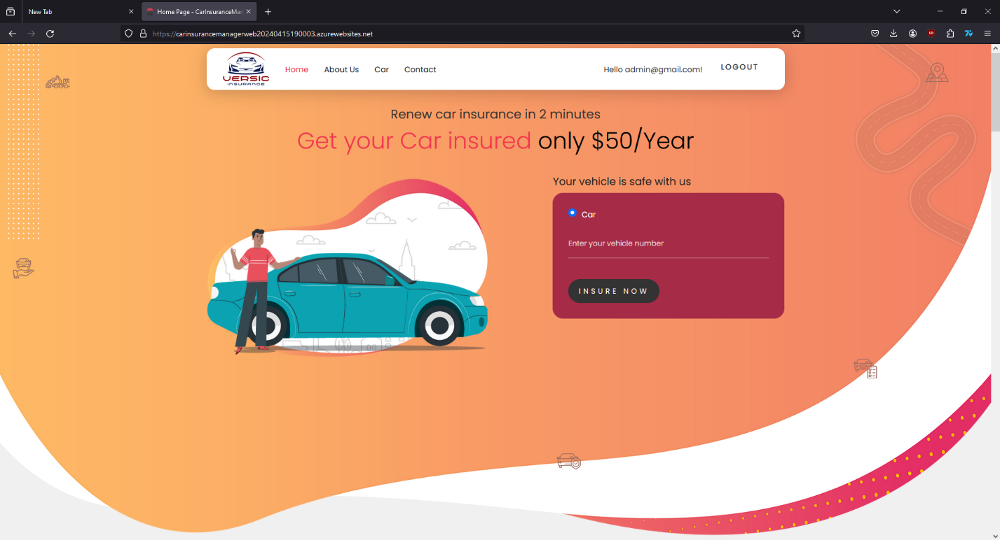 New Tab
Home Page - CarInsuranceMan
https://carinsurancemanagerweb20240415190003.azurewebsites.net
VERSIC
INSURANCE
Home
About Us
Car
Contact
Hello admin@gmail.com!
LOGOUT
Renew car insurance in 2 minutes
Get your Car insured only $50/Year
Your vehicle is safe with us
Car
Enter your vehicle number
INSURE NOW